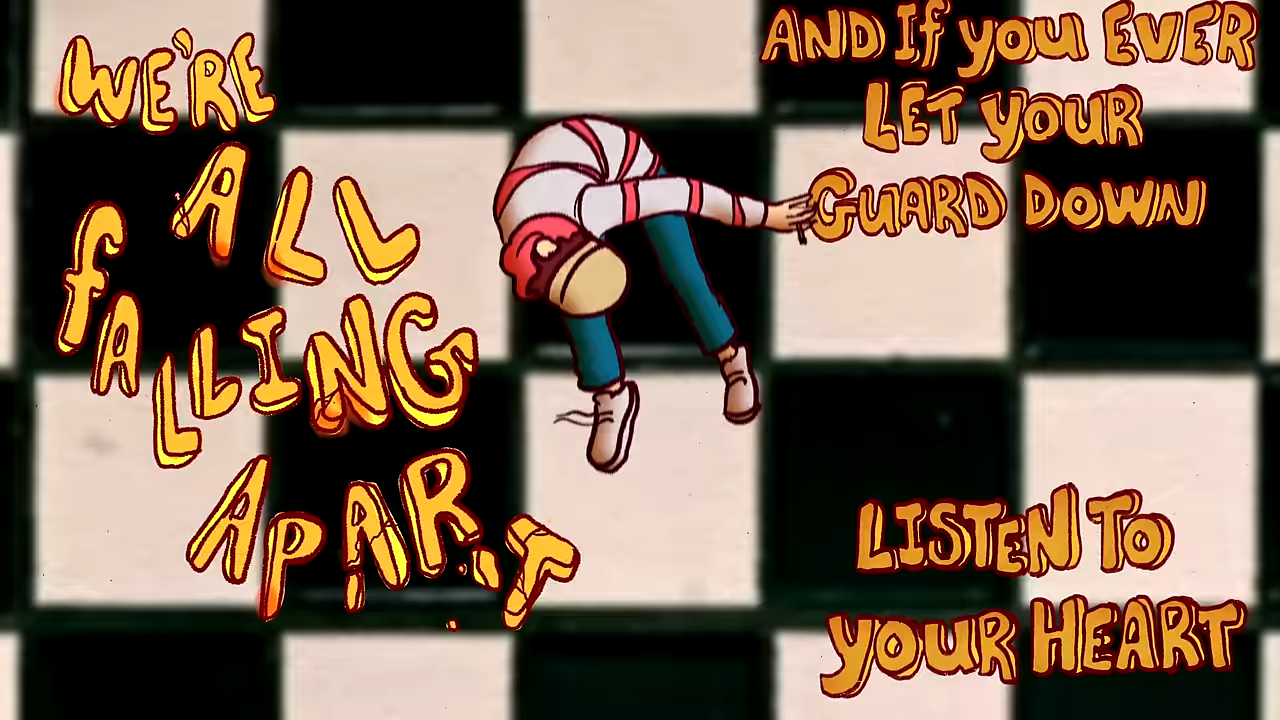 WE'RE
ALL
fALLING
APART
AND If you EVER
LET your
GUARD DOWN
LISTEN To
your HEART